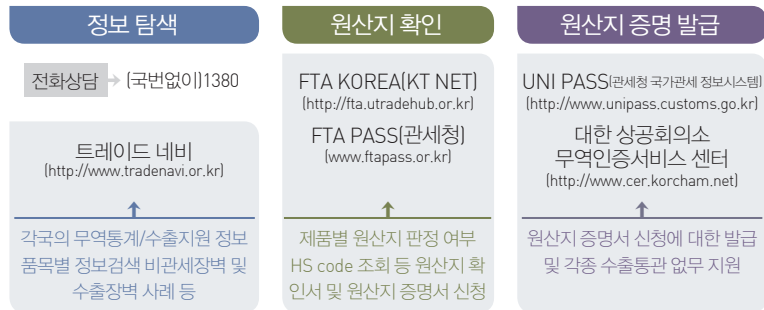 정보 탐색
전화상담 → (국번없이)1380
트레이드 네비
(http://www.tradenavi.or.kr)
각국의 무역통계/수출지원 정보
품목별 정보검색 비관세장벽 및
수출장벽 사례 등
원산지 확인
FTA KOREA(KT NET)
(http://fta.utradehub.or.kr)
FTA PASS(관세청)
(www.ftapass.or.kr)
제품별 원산지 판정 여부
HS code 조회 등 원산지 확
인서 및 원산지 증명서 신청
원산지 증명 발급
UNI PASS(관세청 국가관세 정보시스템)
(http://www.unipass.customs.go.kr)
대한 상공회의소
무역인증서비스 센터
(http://www.cer.korcham.net)
원산지 증명서 신청에 대한 발급
및 각종 수출통관 없무 지원